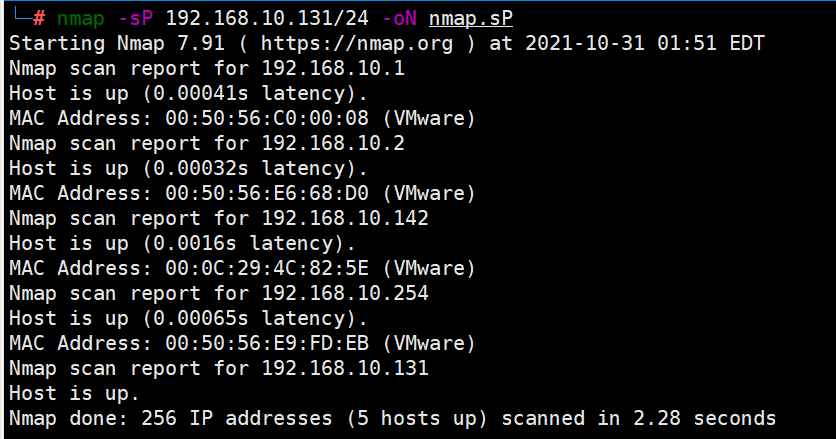 └─# nmap -sP 192.168.10.131/24 -oN nmap.sP
Starting Nmap 7.91 ( https://nmap.org ) at 2021-10-31 01:51 EDT
Nmap scan report for 192.168.10.1
Host is up (0.00041s latency).
MAC Address: 00:50:56:C0:00:08 (VMware)
Nmap scan report for 192.168.10.2
Host is up (0.00032s latency).
MAC Address: 00:50:56:E6:68:D0 (VMware)
Nmap scan report for 192.168.10.142
Host is up (0.0016s latency).
MAC Address: 00:0C:29:4C:82:5E (VMware)
Nmap scan report for 192.168.10.254
Host is up (0.00065s latency).
MAC Address: 00:50:56:E9:FD:EB (VMware)
Nmap scan report for 192.168.10.131
Host is up.
Nmap done: 256 IP addresses (5 hosts up) scanned in 2.28 seconds